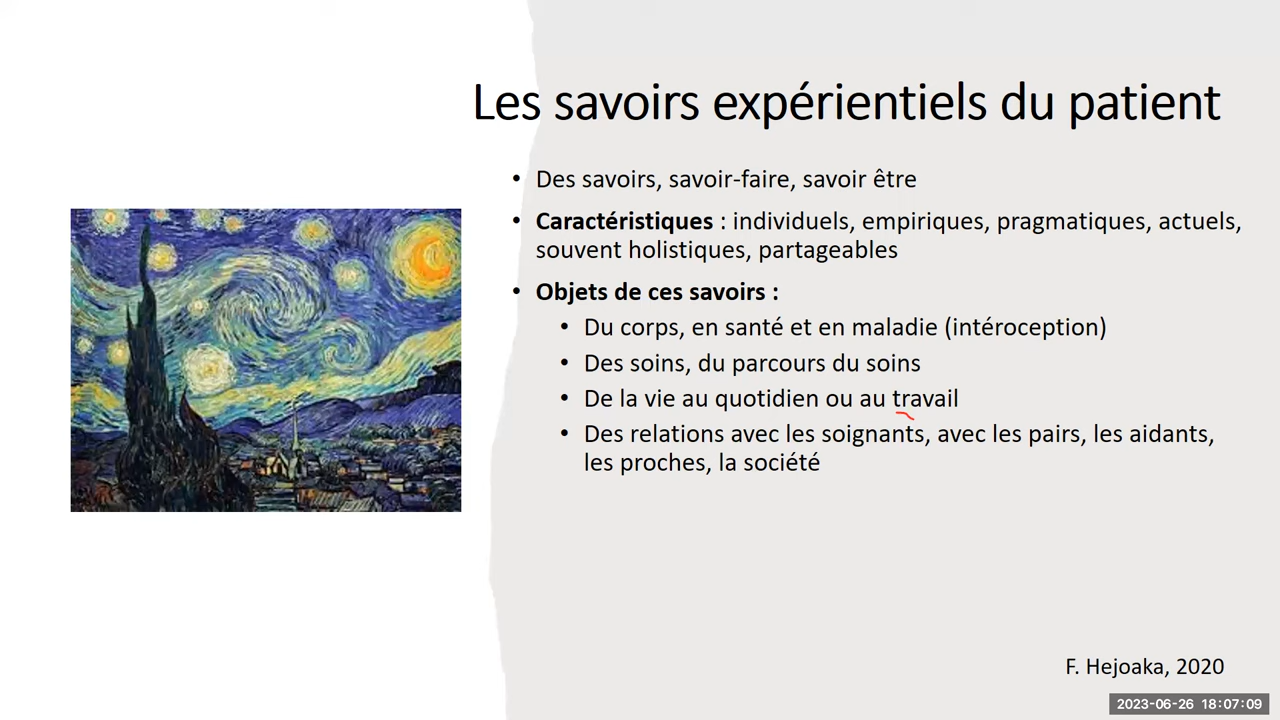 Les savoirs expérientiels du patient
• Des savoirs, savoir-faire, savoir être
• Caractéristiques : individuels, empiriques, pragmatiques, actuels,
souvent holistiques, partageables
• Objets de ces savoirs :
• Du corps, en santé et en maladie (intéroception)
• Des soins, du parcours du soins
• De la vie au quotidien ou au travail
• Des relations avec les soignants, avec les pairs, les aidants,
les proches, la société
F. Hejoaka, 2020
2023-06-26 18:07:09